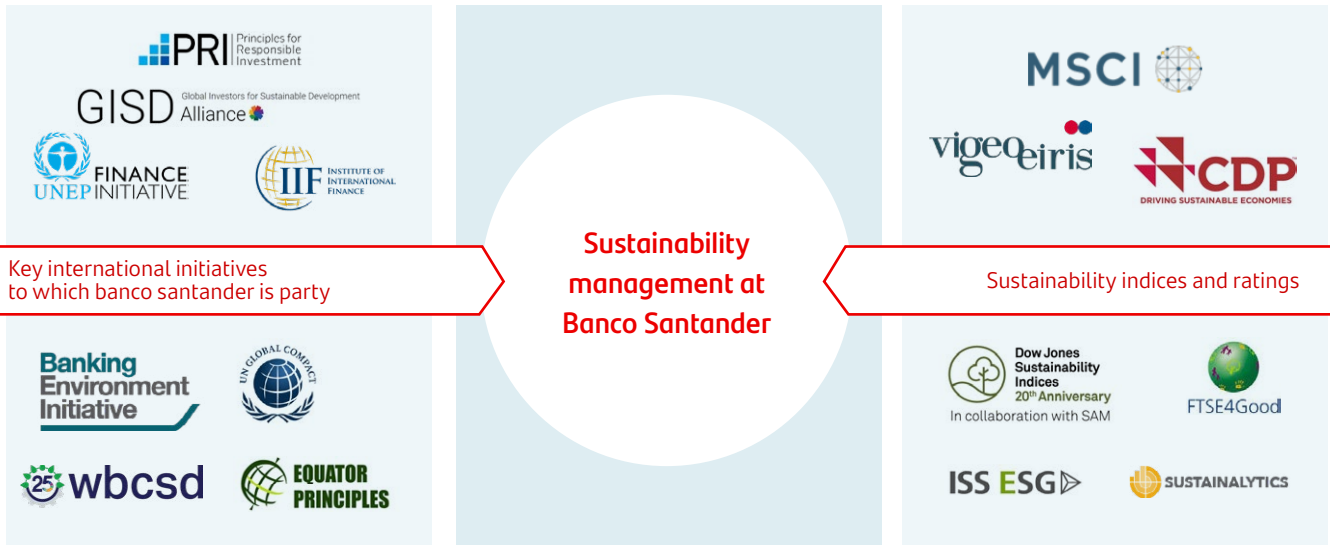 PRI
Principles for
Responsible
Investment
GISD
Global Investors for Sustainable Development
Alliance
UNEP
FINANCE
INITIATIVE
IIF
INSTITUTE OF
INTERNATIONAL
FINANCE
Key international initiatives
to which banco santander is party
Banking
Environment
Initiative
UN GLOBAL COMPACT
25 wbcsd
EQUATOR
PRINCIPLES
Sustainability
management at
Banco Santander
MSCI
vigeoeiris
CDP
DRIVING SUSTAINABLE ECONOMIES
Sustainability indices and ratings
Dow Jones
Sustainability
Indices
20th Anniversary
In collaboration with SAM
FTSE4Good
ISS ESG
SUSTAINALYTICS